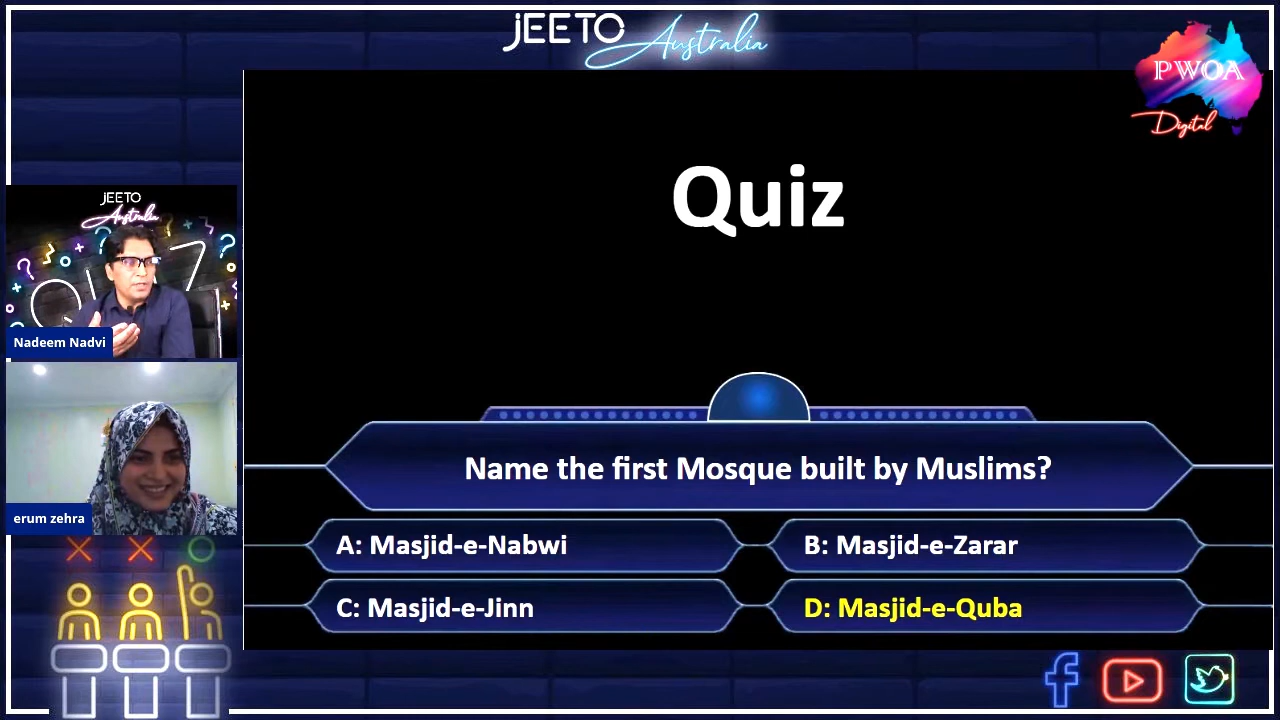 JEETO
Australia
PWOA
Digital
Quiz
JEETO
Australia
QUIZ
Nadeem Nadvi
erum zehra
Name the first Mosque built by Muslims?
A: Masjid-e-Nabwi
B: Masjid-e-Zarar
C: Masjid-e-Jinn
D: Masjid-e-Quba